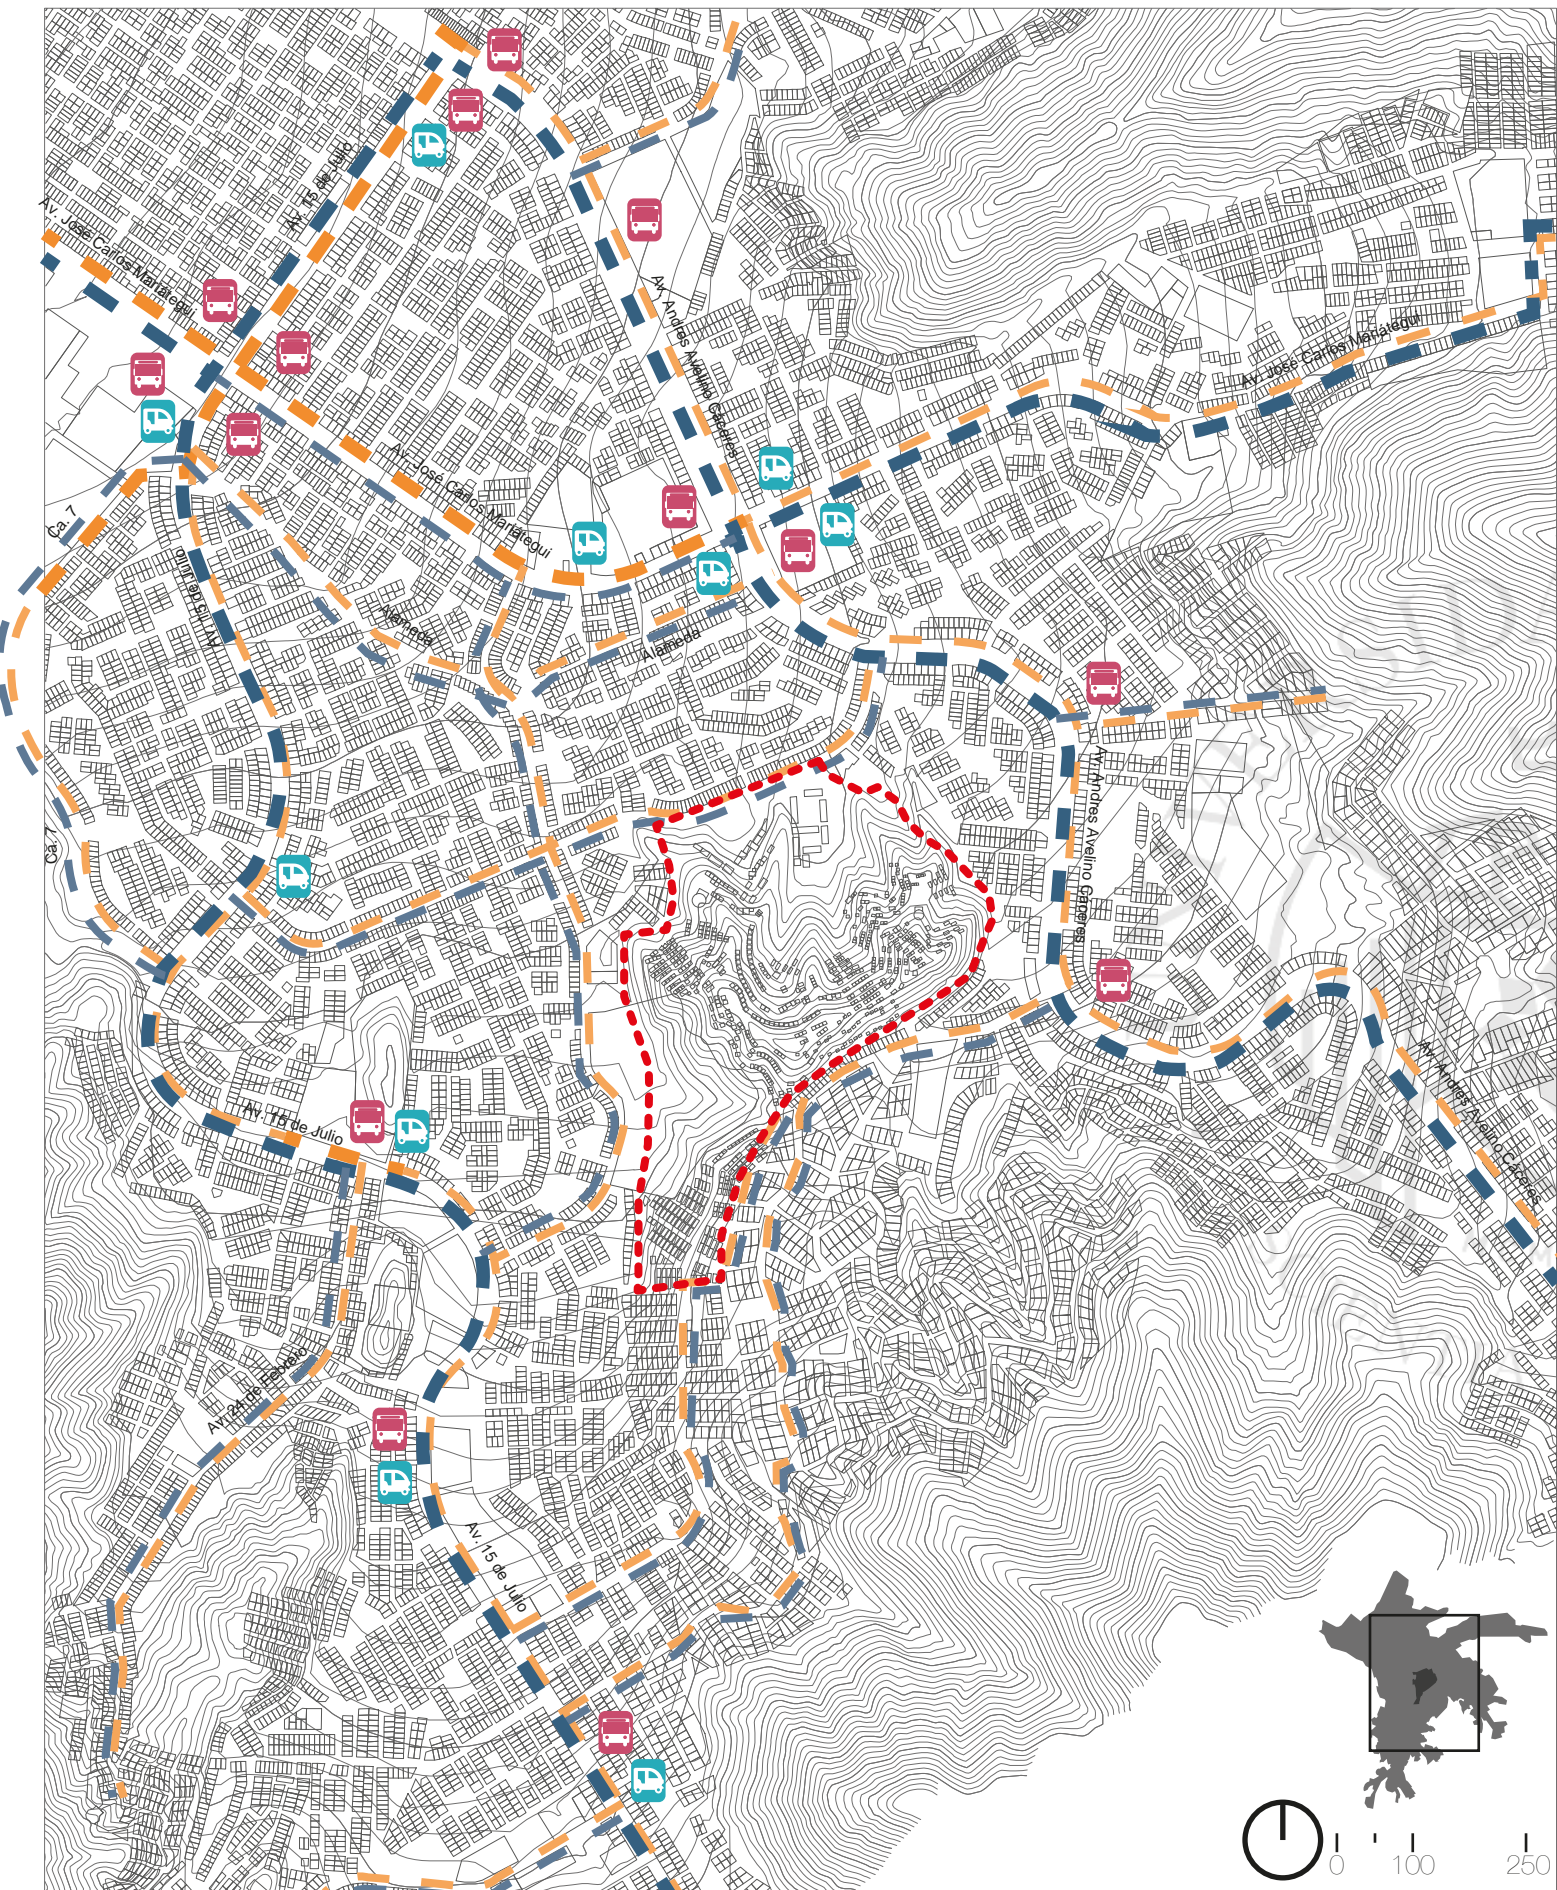 Av. 15 de Julio
Av. José Carlos Mariátegui
Av. José Carlos Mariátegui
Av. Andrés Avelino Cáceres
Av. José Carlos Mariátegui
Ca. 7
Av. 15 de Julio
Alameda
Alameda
Av. Andres Avelino Cáceres
Ca. 7
Av. 15 de Julio
Av. Andrés Avelino Cáceres
Av. 24 de Febrero
Av. 15 de Julio
0 100 250